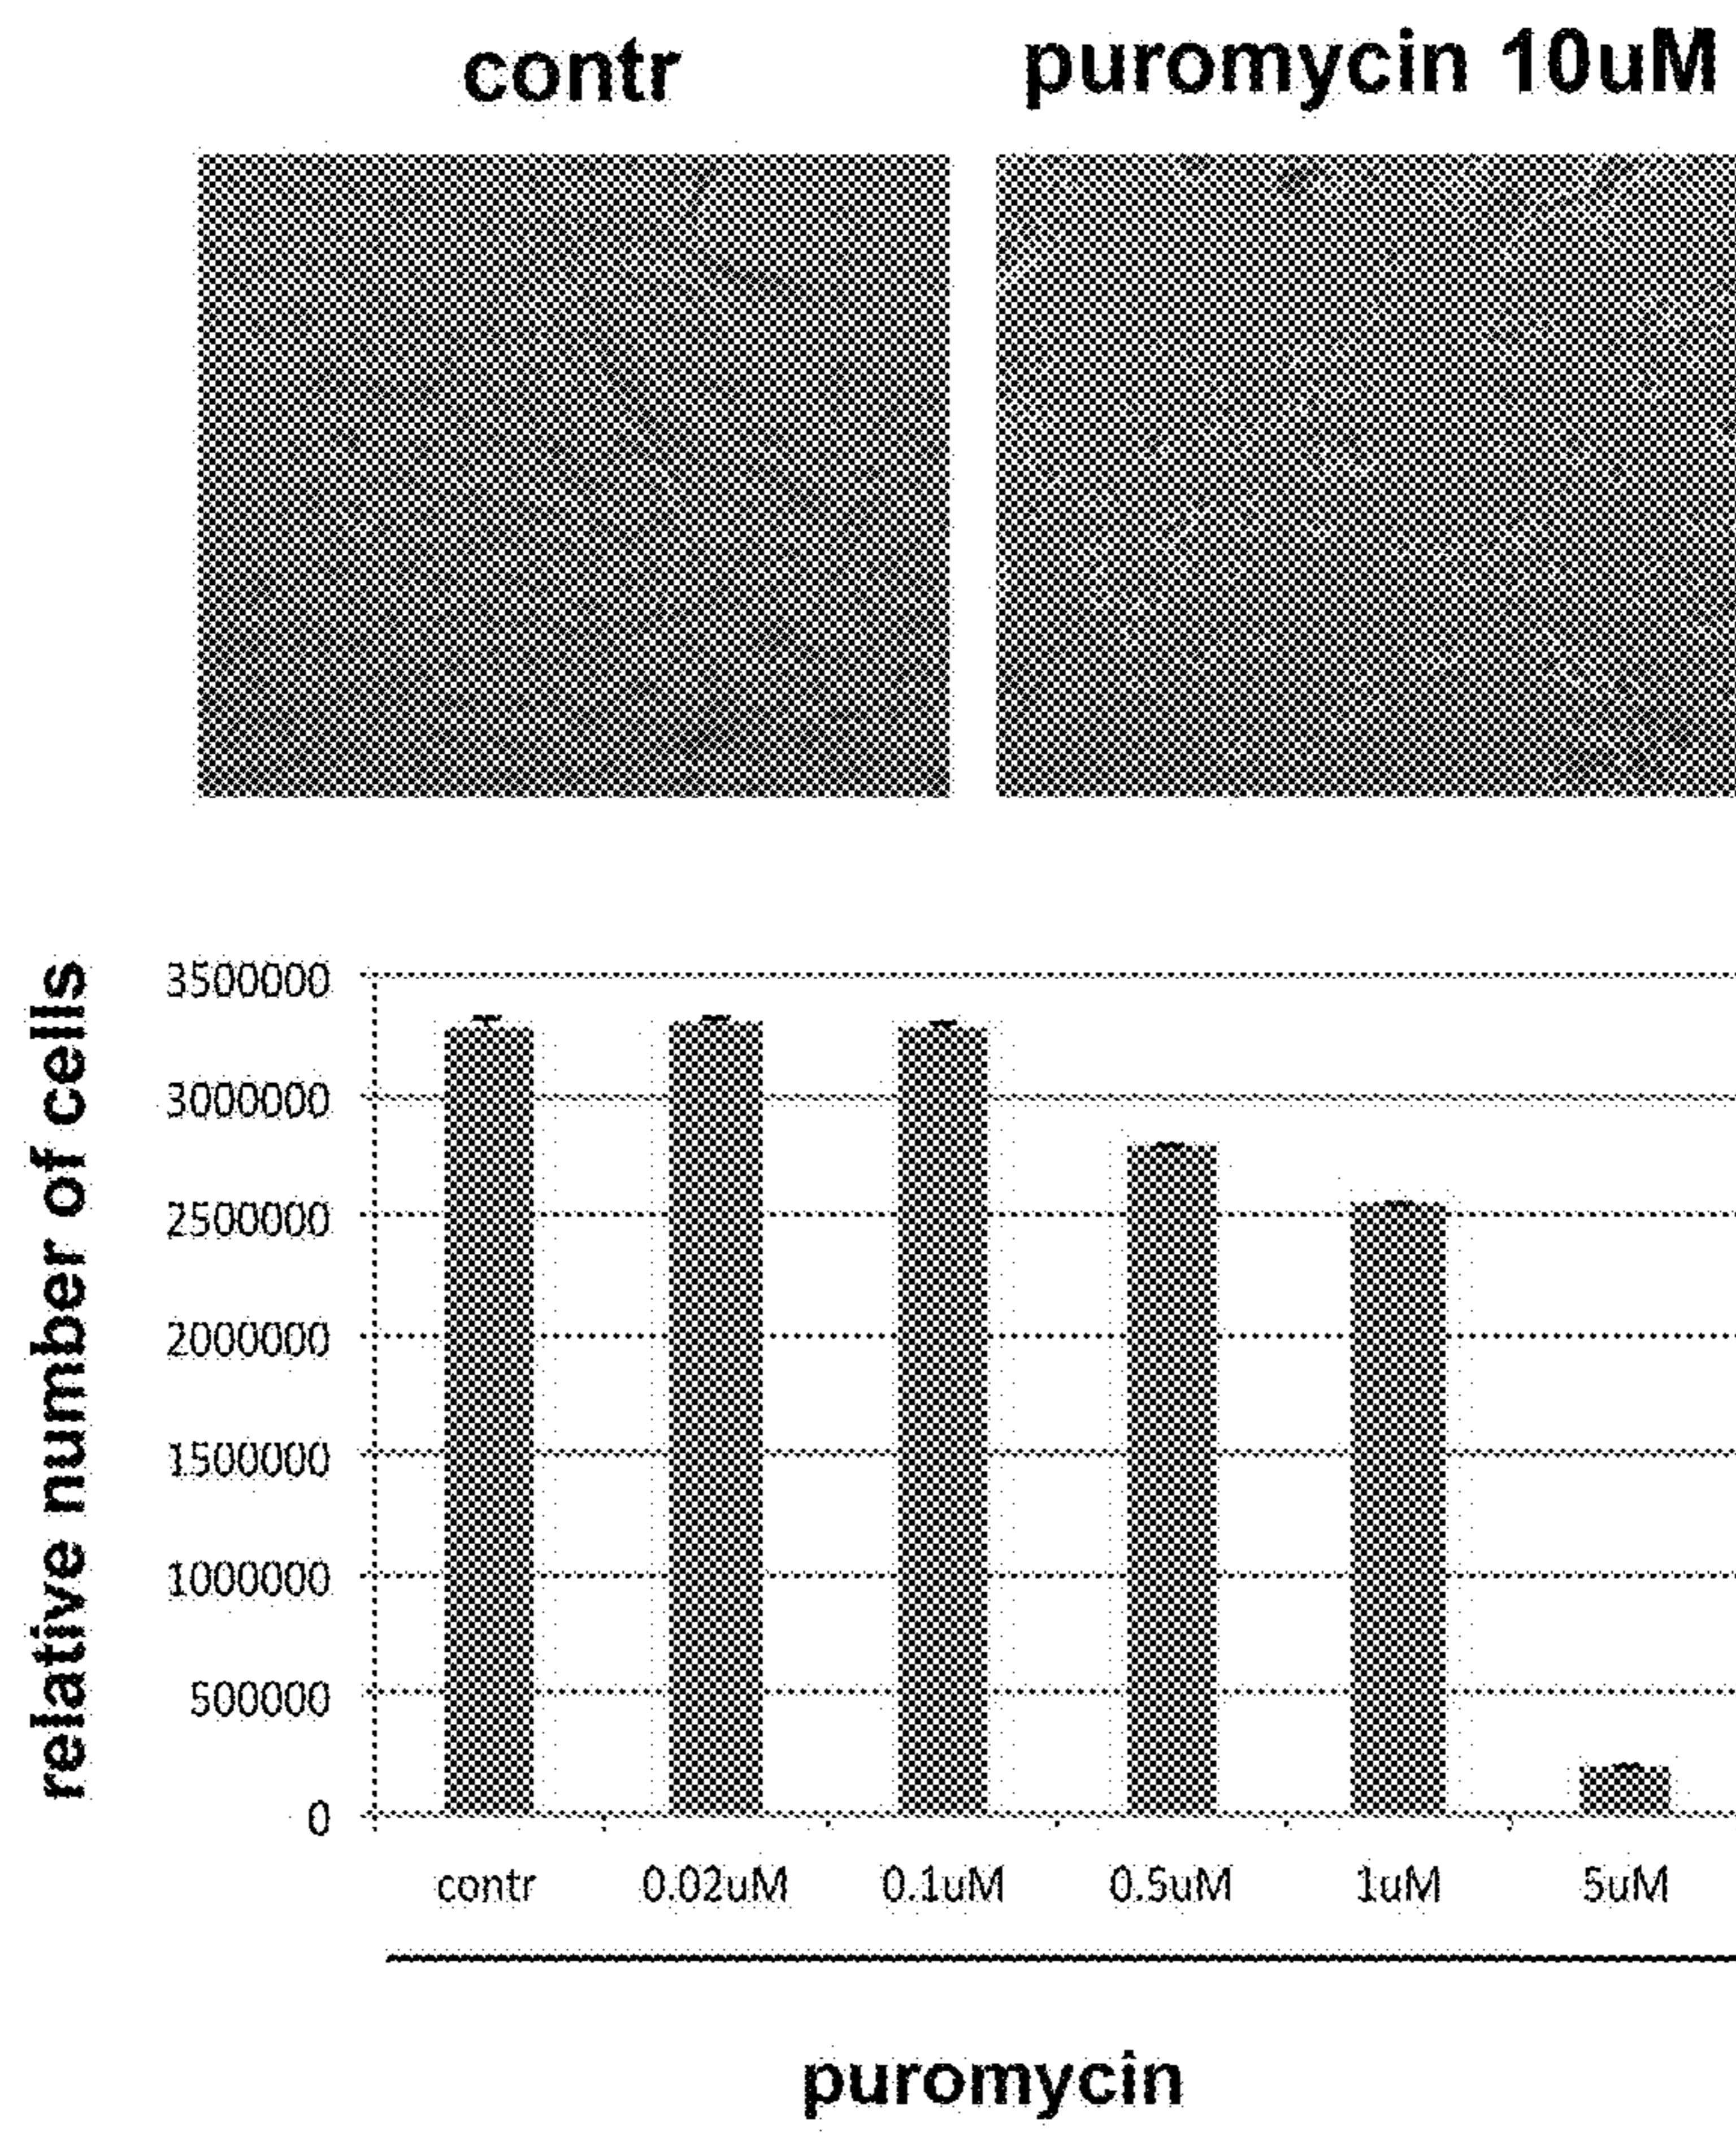 contr puromycin 10uM
relative number of cells
3500000
3000000
2500000
2000000
1500000
1000000
500000
0
contr 0.02uM 0.1uM 0.5uM 1uM 5uM
puromycin